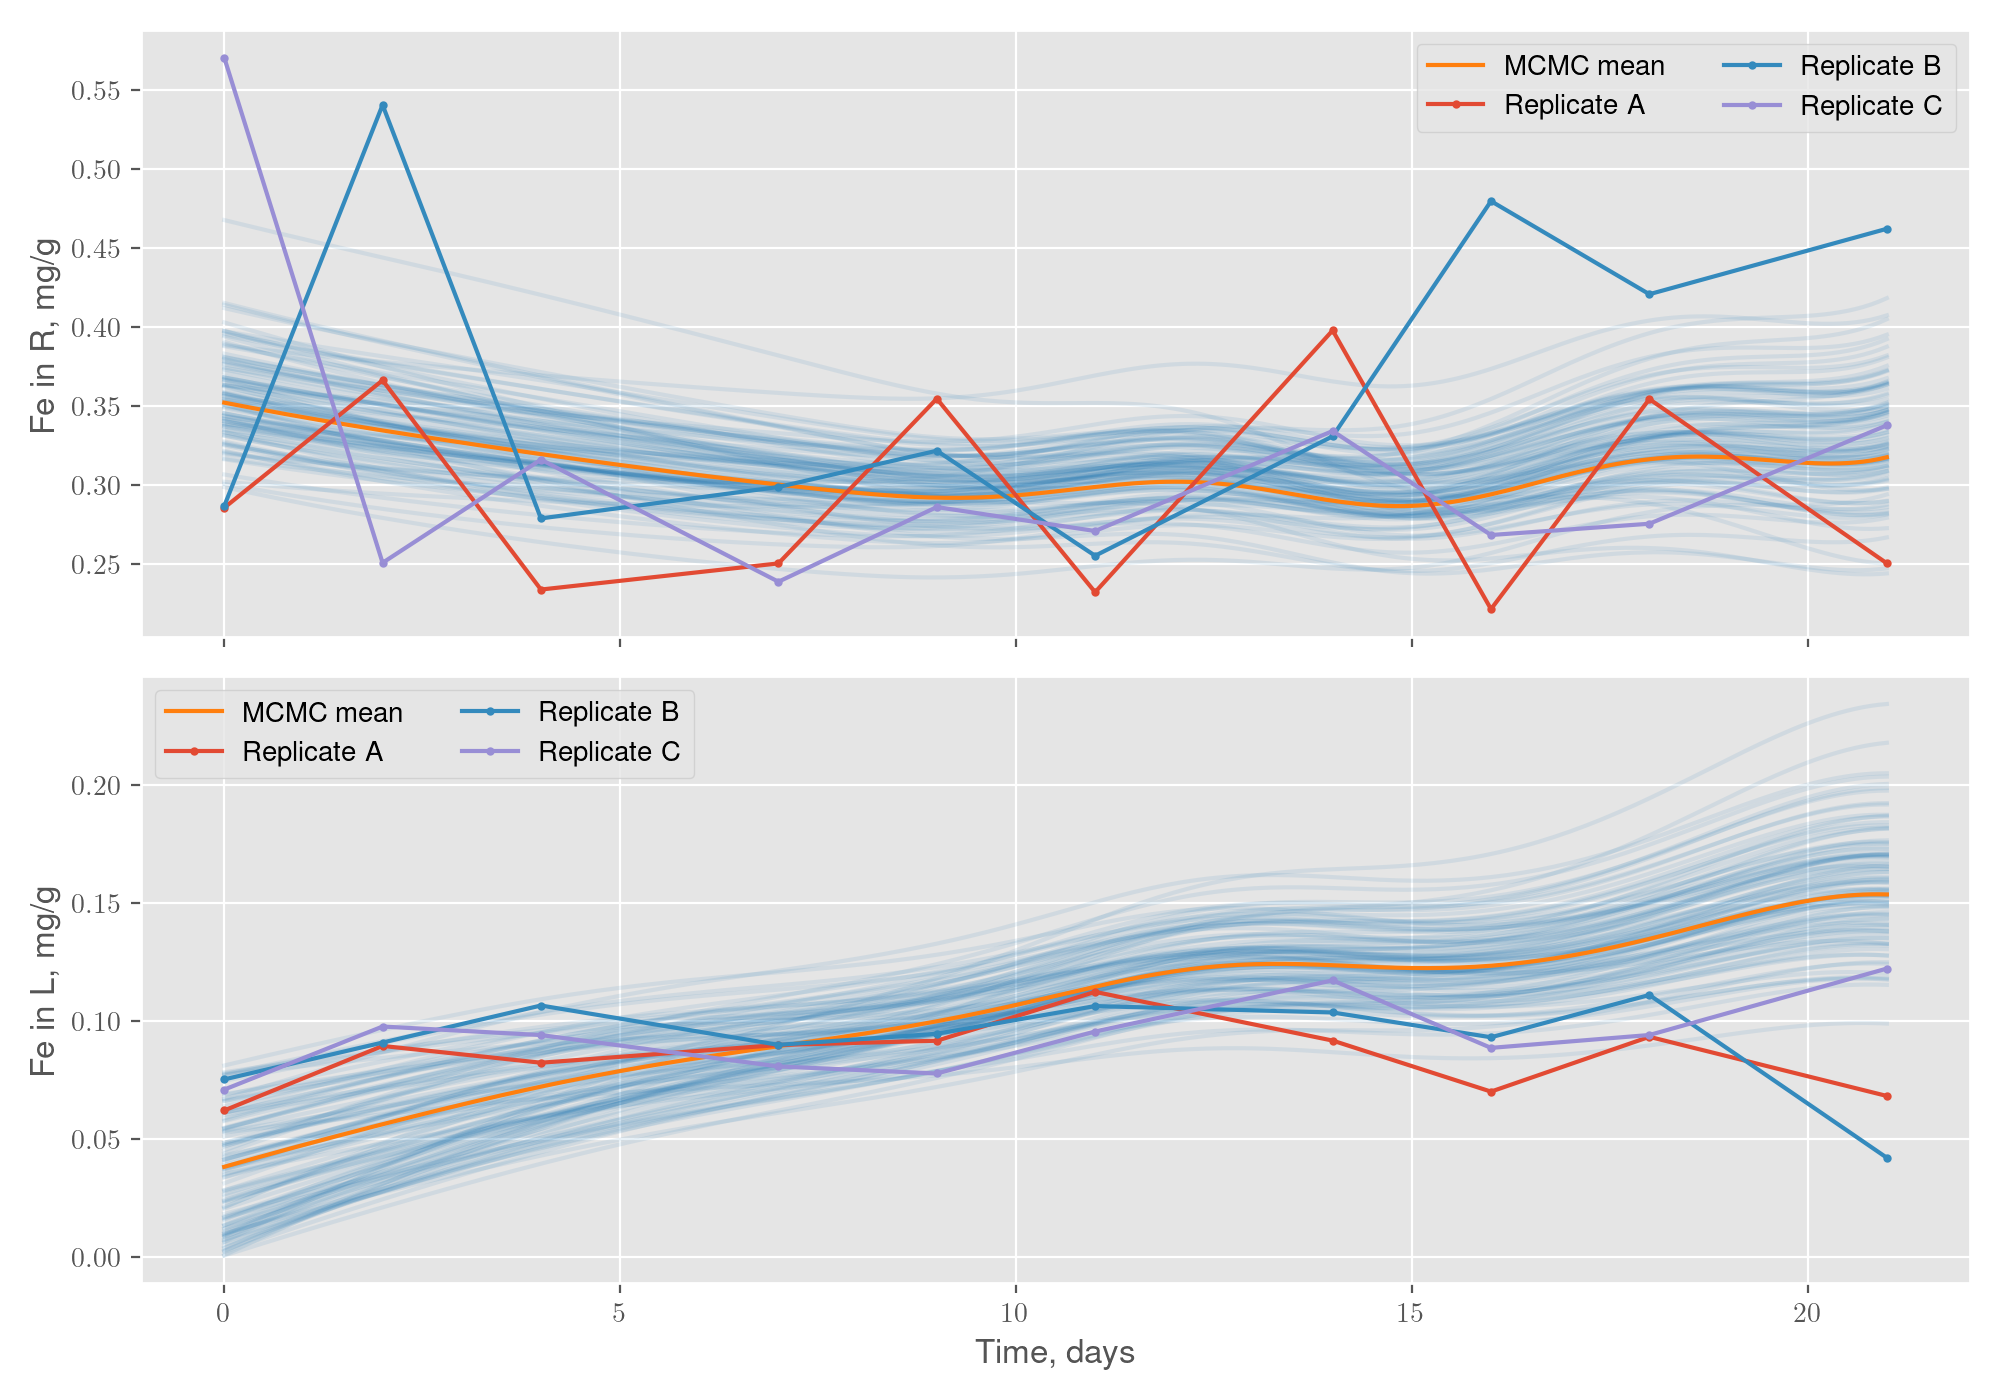 MCMC mean Replicate B
Replicate A Replicate C
0.55
0.50
0.45
0.40
0.35
0.30
0.25
Fe in R, mg/g
MCMC mean Replicate B
Replicate A Replicate C
0.20
0.15
0.10
0.05
0.00
Fe in L, mg/g
0 5 10 15 20
Time, days